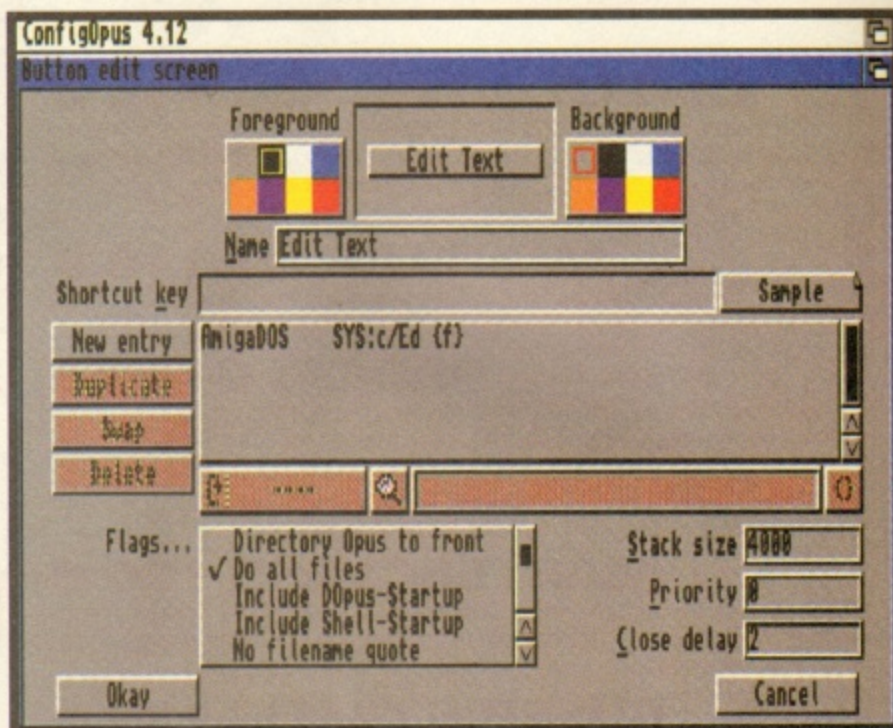 ConfigOpus 4.12
Button edit screen
Foreground
Edit Text
Background
Name Edit Text
Shortcut key
Sample
New entry
AmigaDOS SYS:c/Ed {f}
Duplicate
Swap
Delete
Flags...
Directory Opus to front
✓ Do all files
Include DOpus-Startup
Include Shell-Startup
No filename quote
Stack size 4000
Priority 0
Close delay 2
Okay
Cancel